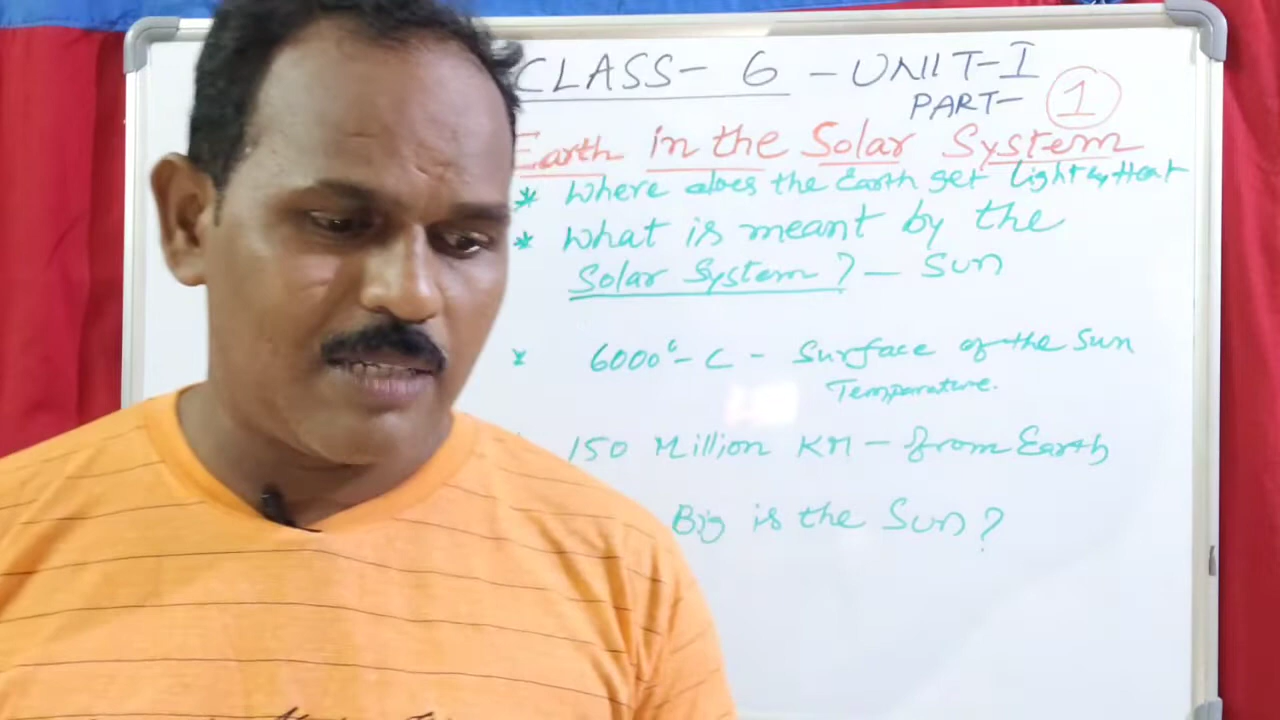 CLASS- 6 - UNIT-I
PART- 1
Earth in the Solar System
* Where does the Earth get light & Heat
* What is meant by the
Solar System? - Sun
* 6000°-C - Surface of the Sun
Temparature.
150 Million KM - from Earth
Big is the Sun?